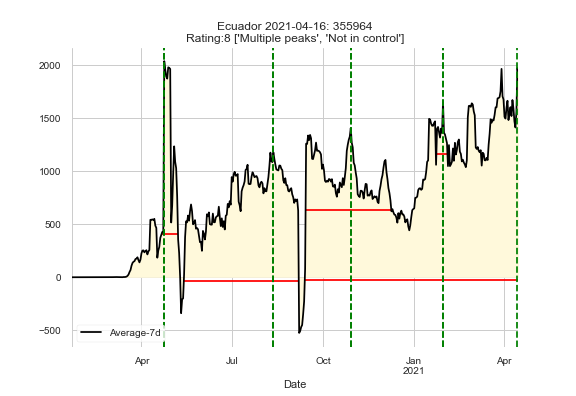 Ecuador 2021-04-16: 355964
Rating:8 ['Multiple peaks', 'Not in control']
2000
1500
1000
500
0
−500
Average-7d
Apr
Jul
Oct
Jan
2021
Apr
Date